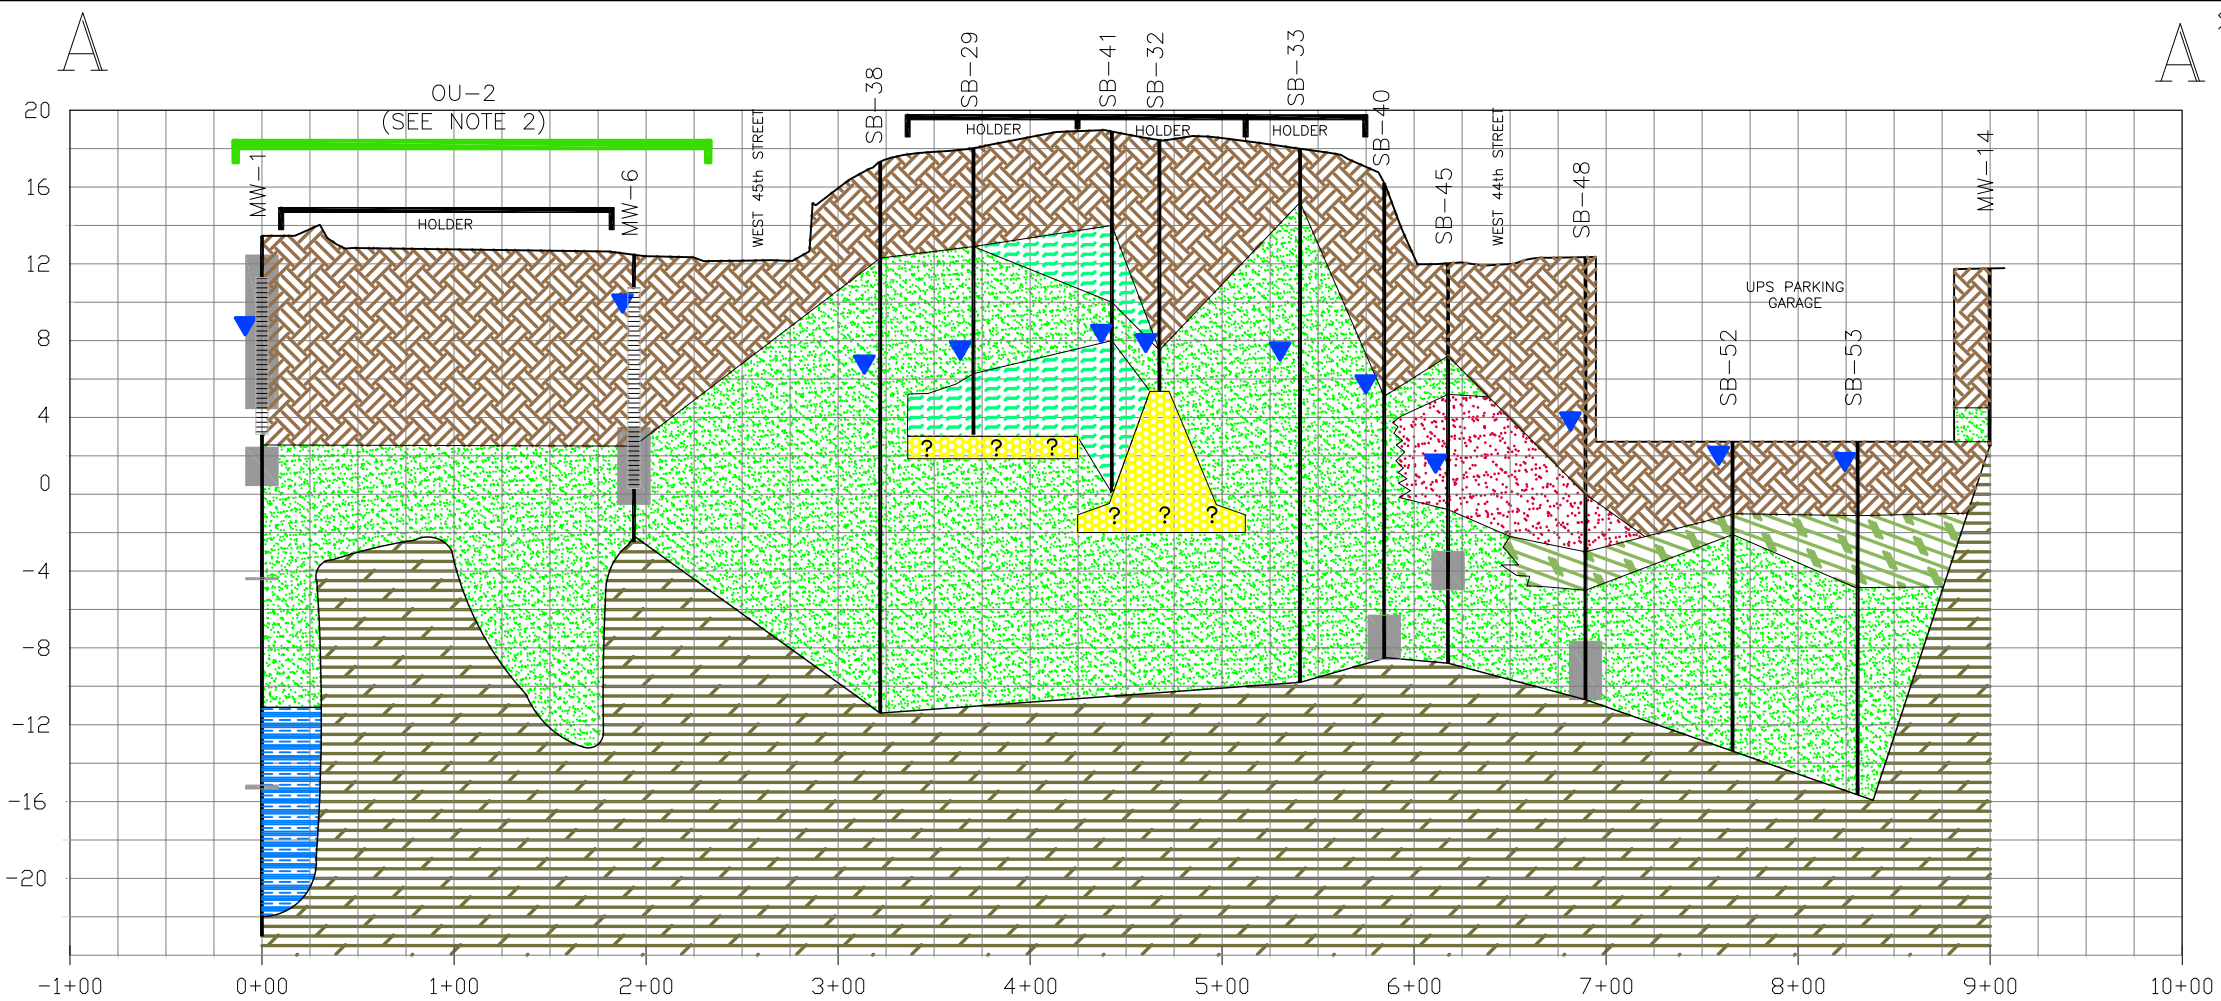 A
A'
OU-2
(SEE NOTE 2)
MW-1
HOLDER
MW-6
WEST 45th STREET
SB-38
SB-29
SB-41
SB-32
SB-33
SB-40
HOLDER
HOLDER
HOLDER
SB-45
WEST 44th STREET
SB-48
UPS PARKING
GARAGE
SB-52
SB-53
MW-14
20
16
12
8
4
0
-4
-8
-12
-16
-20
? ? ?
? ? ?
-1+00 0+00 1+00 2+00 3+00 4+00 5+00 6+00 7+00 8+00 9+00 10+00